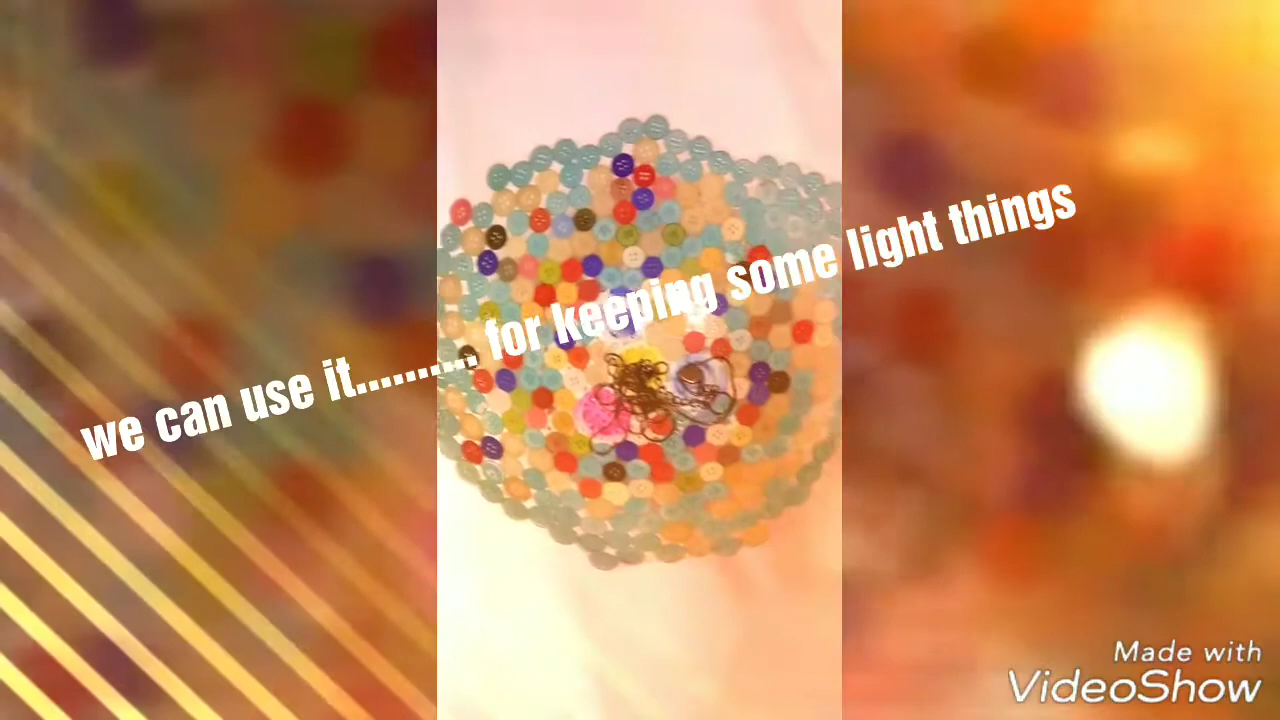 we can use it.......... for keeping some light things
Made with
VideoShow